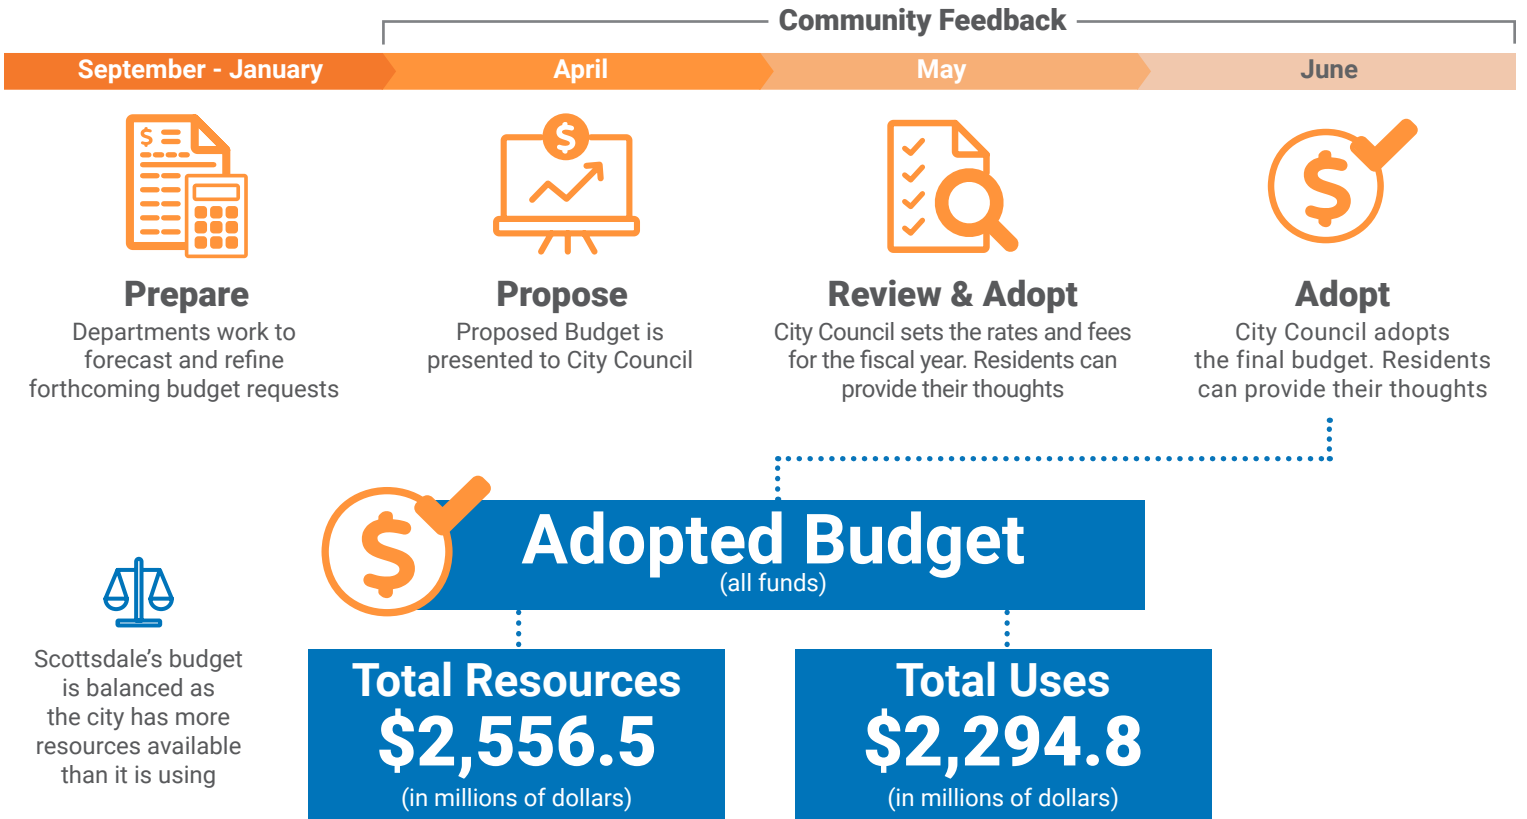 Community Feedback
September - January
April
May
June
$
$
$
Prepare
Departments work to
forecast and refine
forthcoming budget requests
Propose
Proposed Budget is
presented to City Council
Review & Adopt
City Council sets the rates and fees
for the fiscal year. Residents can
provide their thoughts
Adopt
City Council adopts
the final budget. Residents
can provide their thoughts
$
Adopted Budget
(all funds)
Scottsdale’s budget
is balanced as
the city has more
resources available
than it is using
Total Resources
$2,556.5
(in millions of dollars)
Total Uses
$2,294.8
(in millions of dollars)